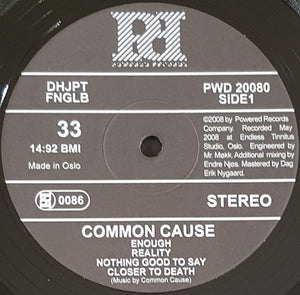 DHJPT
FNGLB
PWD 20080
SIDE1
33
14:92 BMI
Made in Oslo
©2008 by Powered Records
Company. Recorded May
2008 at Endless Tinnitus
Studio, Oslo. Engineered by
Mr. Møkk. Additional mixing by
Endre Njøs. Mastered by Dag
Erik Nygaard.
0086
STEREO
COMMON CAUSE
ENOUGH
REALITY
NOTHING GOOD TO SAY
CLOSER TO DEATH
(Music by Common Cause)